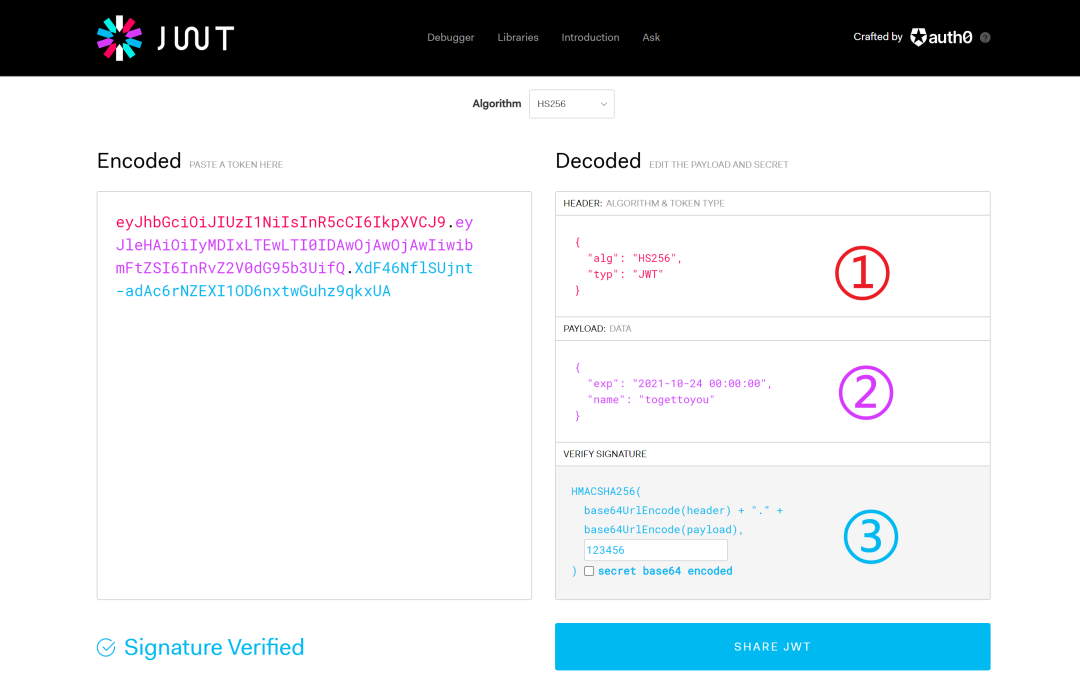 JWT
Debugger Libraries Introduction Ask
Crafted by auth0 ?
Algorithm HS256
Encoded PASTE A TOKEN HERE
eyJhbGciOiJIUzI1NiIsInR5cCI6IkpXVCJ9.ey
JleHAiOiIyMDIxLTEwLTI0IDAwOjAwOjAwIiwib
mFtZSI6InRvZ2V0dG95b3UifQ.XdF46NflSUjnt
-adAc6rNZEXI1OD6nxtwGuhz9qkxUA
Signature Verified
Decoded EDIT THE PAYLOAD AND SECRET
HEADER: ALGORITHM & TOKEN TYPE
{
"alg": "HS256",
"typ": "JWT"
}
①
PAYLOAD: DATA
{
"exp": "2021-10-24 00:00:00",
"name": "togettoyou"
}
②
VERIFY SIGNATURE
HMACSHA256(
base64UrlEncode(header) + "." +
base64UrlEncode(payload),
123456
) secret base64 encoded
③
SHARE JWT